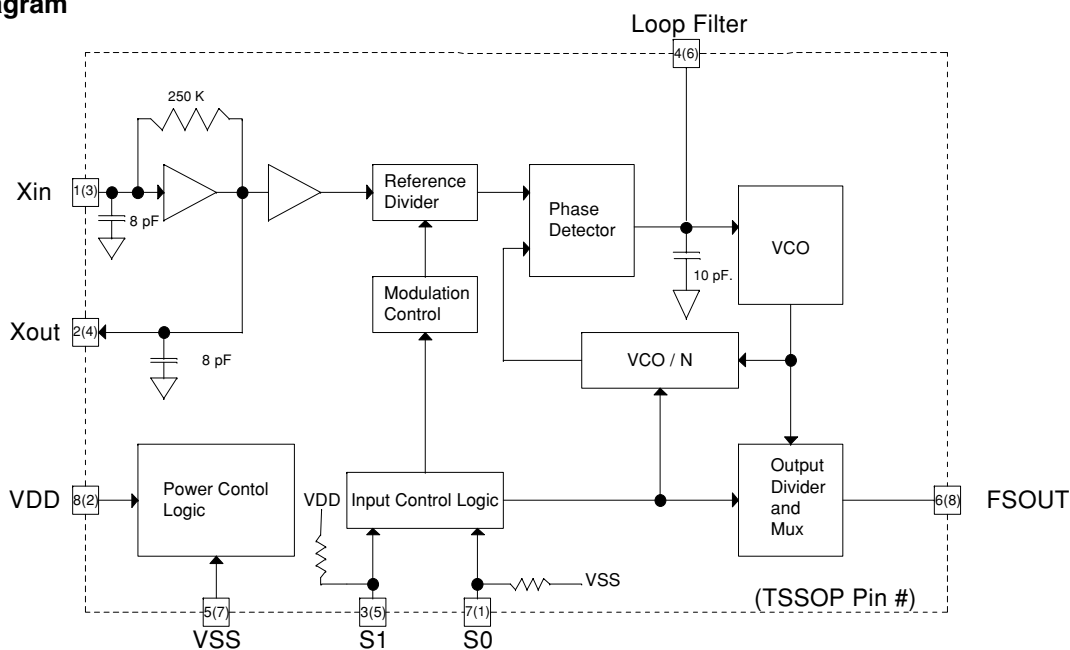 agram
Loop Filter
4(6)
250 K
Xin
1(3)
8 pF
Reference
Divider
Phase
Detector
VCO
10 pF.
Modulation
Control
Xout
2(4)
8 pF
VCO / N
VDD
8(2)
Power Contol
Logic
VDD
Input Control Logic
Output
Divider
and
Mux
6(8)
FSOUT
VSS
5(7)
3(5)
7(1)
(TSSOP Pin #)
VSS
S1
S0